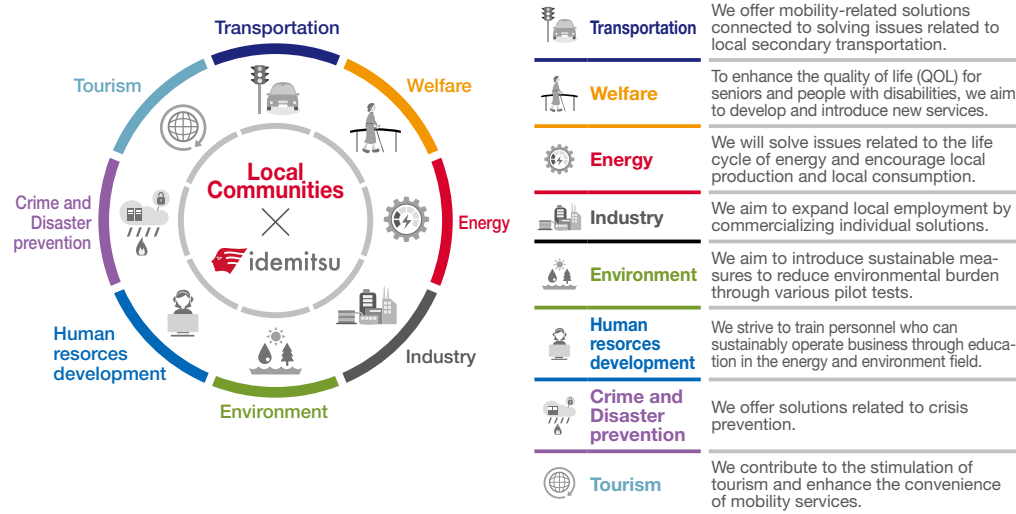 Transportation
Welfare
Energy
Industry
Environment
Human
resorces
development
Crime and
Disaster
prevention
Tourism
Local
Communities
×
idemitsu
Transportation
We offer mobility-related solutions
connected to solving issues related to
local secondary transportation.
Welfare
To enhance the quality of life (QOL) for
seniors and people with disabilities, we aim
to develop and introduce new services.
Energy
We will solve issues related to the life
cycle of energy and encourage local
production and local consumption.
Industry
We aim to expand local employment by
commercializing individual solutions.
Environment
We aim to introduce sustainable mea-
sures to reduce environmental burden
through various pilot tests.
Human
resorces
development
We strive to train personnel who can
sustainably operate business through educa-
tion in the energy and environment field.
Crime and
Disaster
prevention
We offer solutions related to crisis
prevention.
Tourism
We contribute to the stimulation of
tourism and enhance the convenience
of mobility services.